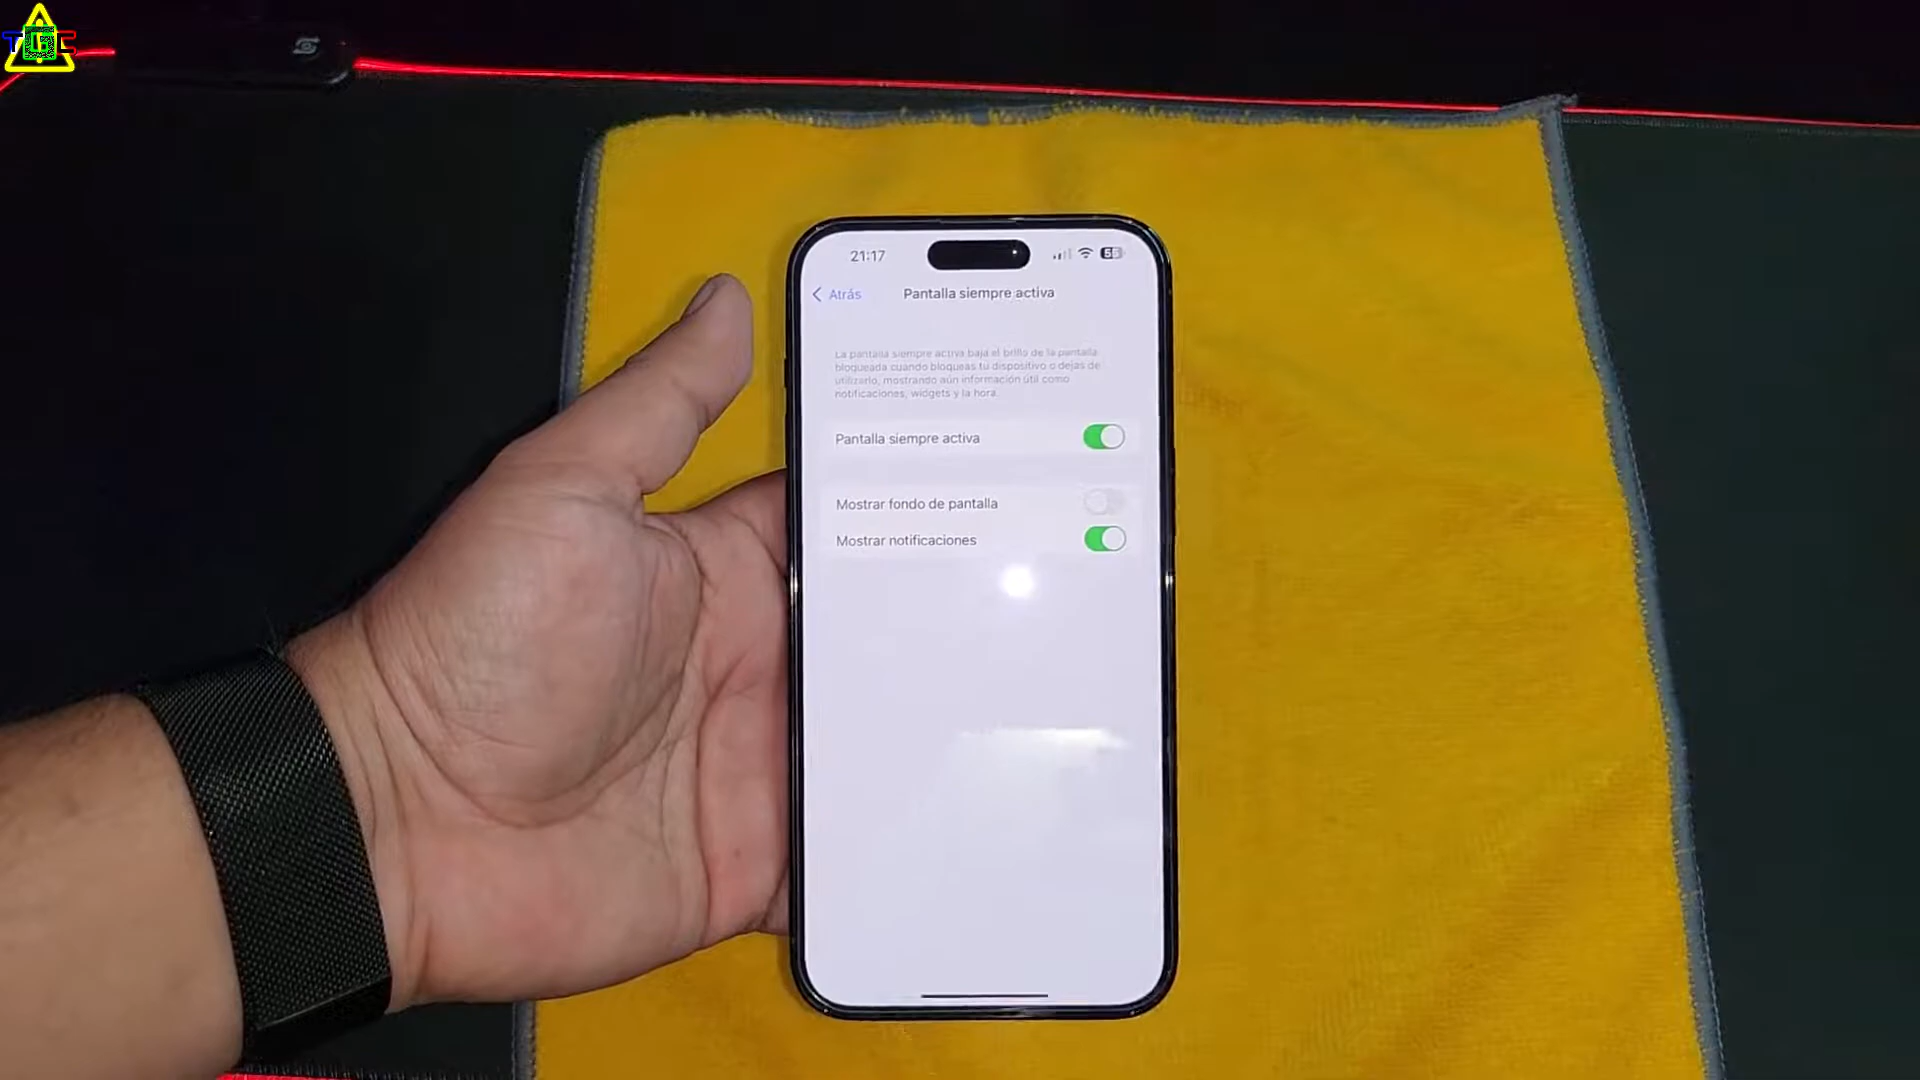 21:17
Atrás
Pantalla siempre activa
La pantalla siempre activa baja el brillo de la pantalla
bloqueada cuando bloqueas tu dispositivo o dejas de
utilizarlo, mostrando aún información útil como
notificaciones, widgets y la hora.
Pantalla siempre activa
Mostrar fondo de pantalla
Mostrar notificaciones